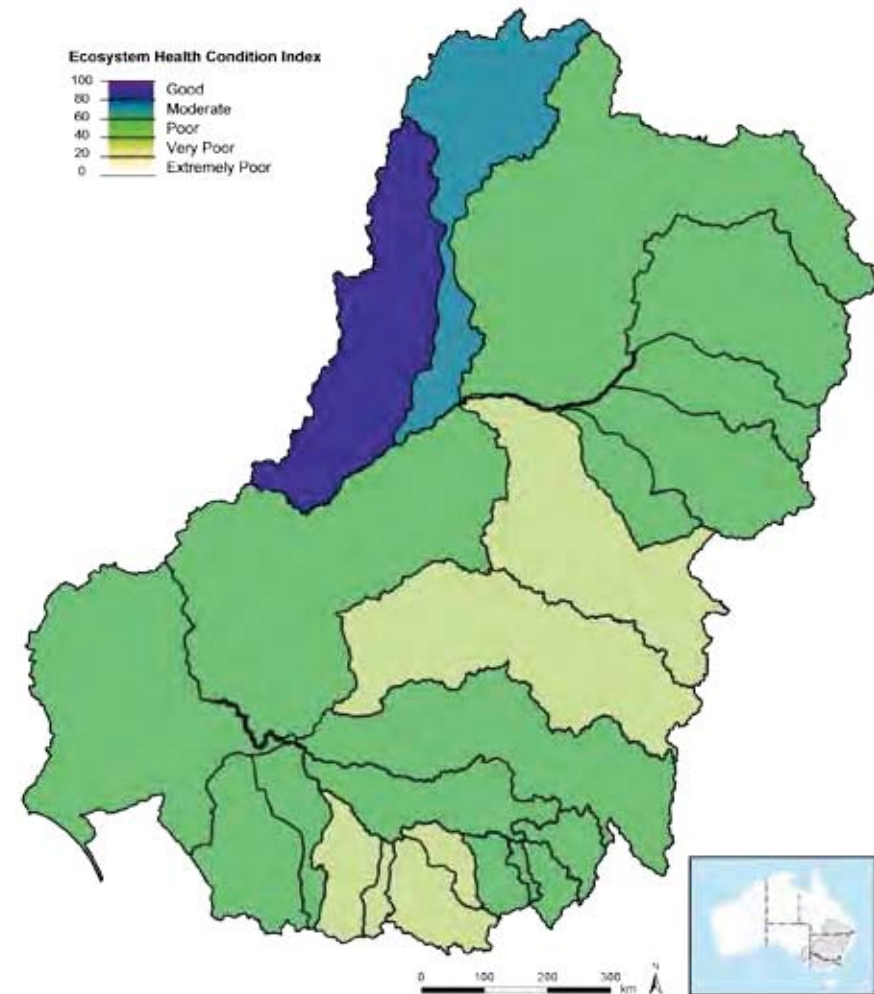 Ecosystem Health Condition Index
100
Good
80
Moderate
60
Poor
40
Very Poor
20
Extremely Poor
0
N
0 100 200 300
km